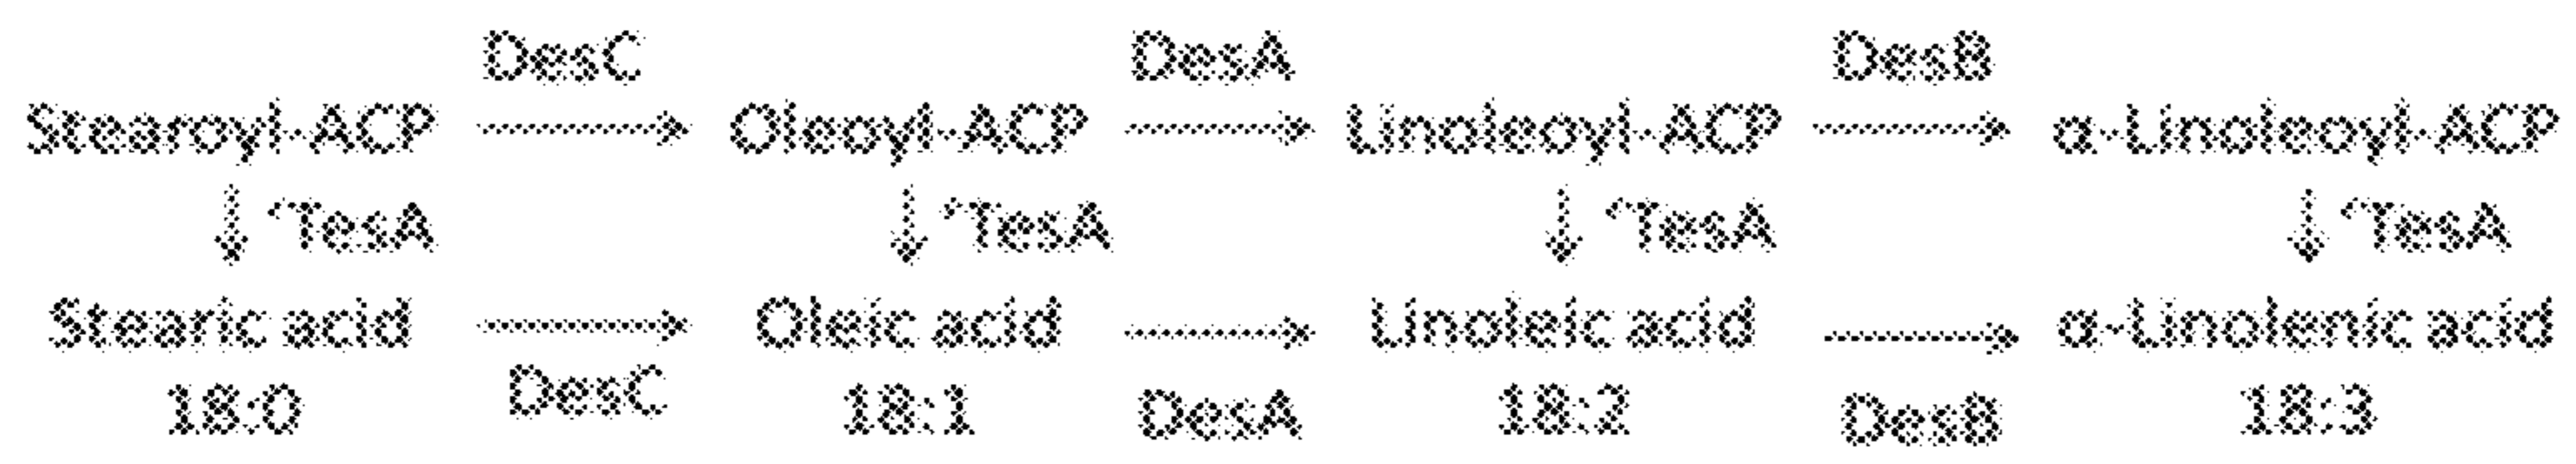 DesC DesA DesB
Stearoyl-ACP Oleoyl-ACP Linoleoyl-ACP α-Linoleoyl-ACP
'TesA 'TesA 'TesA 'TesA
Stearic acid Oleic acid Linoleic acid α-Linolenic acid
18:0 DesC 18:1 DesA 18:2 DesB 18:3